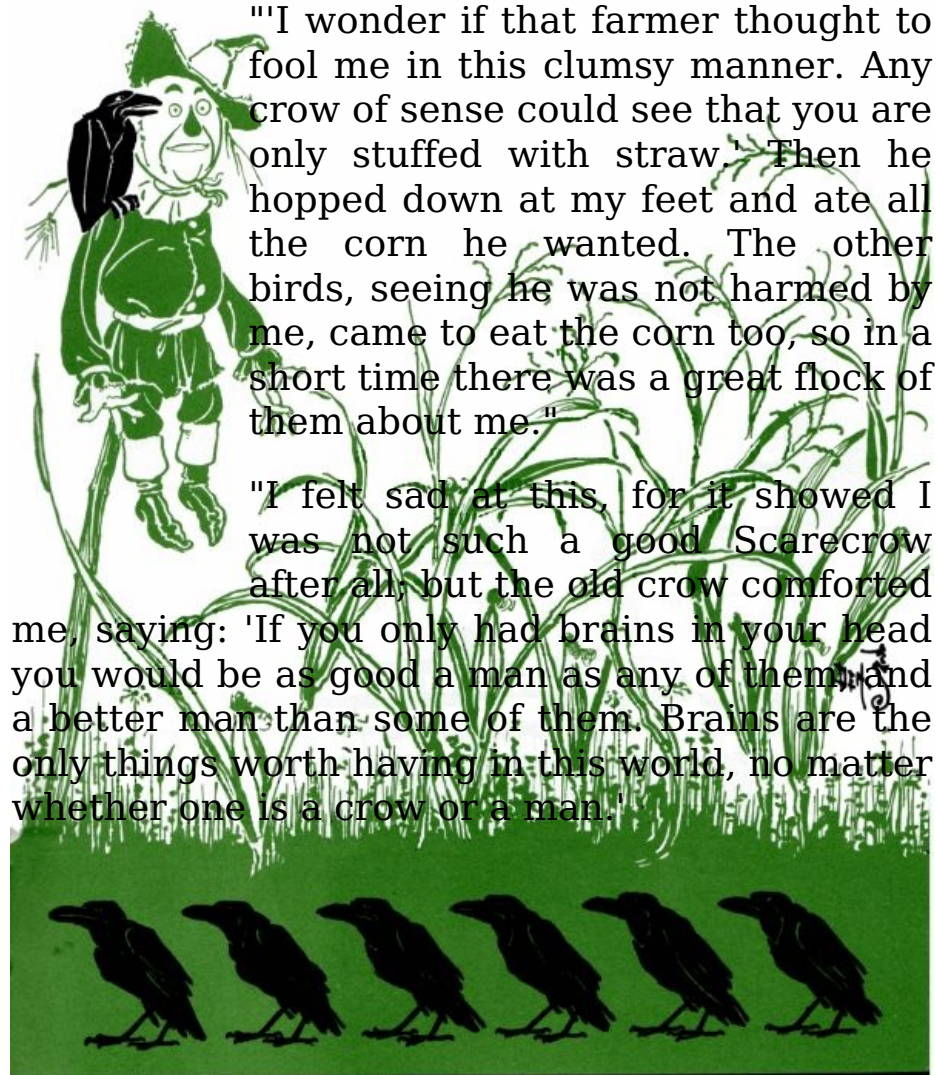 "'I wonder if that farmer thought to
fool me in this clumsy manner. Any
crow of sense could see that you are
only stuffed with straw.' Then he
hopped down at my feet and ate all
the corn he wanted. The other
birds, seeing he was not harmed by
me, came to eat the corn too, so in a
short time there was a great flock of
them about me."
"I felt sad at this, for it showed I
was not such a good Scarecrow
after all; but the old crow comforted
me, saying: 'If you only had brains in your head
you would be as good a man as any of them, and
a better man than some of them. Brains are the
only things worth having in this world, no matter
whether one is a crow or a man.'